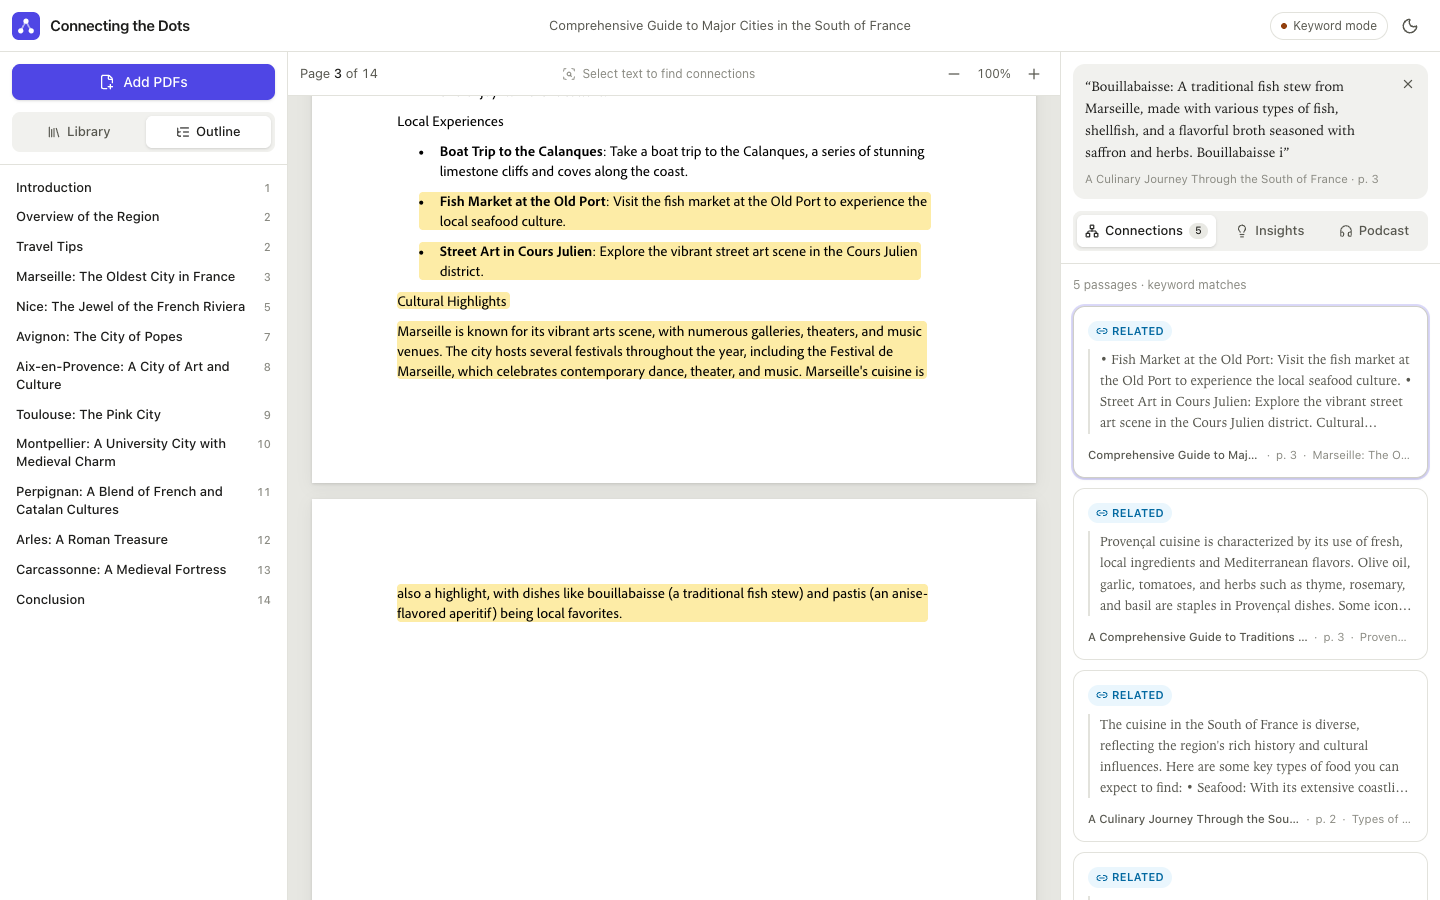 Connecting the Dots
Comprehensive Guide to Major Cities in the South of France
Keyword mode
Add PDFs
Library
Outline
Introduction 1
Overview of the Region 2
Travel Tips 2
Marseille: The Oldest City in France 3
Nice: The Jewel of the French Riviera 5
Avignon: The City of Popes 7
Aix-en-Provence: A City of Art and 8
Culture
Toulouse: The Pink City 9
Montpellier: A University City with 10
Medieval Charm
Perpignan: A Blend of French and 11
Catalan Cultures
Arles: A Roman Treasure 12
Carcassonne: A Medieval Fortress 13
Conclusion 14
Page 3 of 14
Select text to find connections
100%
Local Experiences
• Boat Trip to the Calanques: Take a boat trip to the Calanques, a series of stunning
limestone cliffs and coves along the coast.
• Fish Market at the Old Port: Visit the fish market at the Old Port to experience the
local seafood culture.
• Street Art in Cours Julien: Explore the vibrant street art scene in the Cours Julien
district.
Cultural Highlights
Marseille is known for its vibrant arts scene, with numerous galleries, theaters, and music
venues. The city hosts several festivals throughout the year, including the Festival de
Marseille, which celebrates contemporary dance, theater, and music. Marseille's cuisine is
also a highlight, with dishes like bouillabaisse (a traditional fish stew) and pastis (an anise-
flavored aperitif) being local favorites.
“Bouillabaisse: A traditional fish stew from
Marseille, made with various types of fish,
shellfish, and a flavorful broth seasoned with
saffron and herbs. Bouillabaisse i”
A Culinary Journey Through the South of France · p. 3
Connections 5
Insights
Podcast
5 passages · keyword matches
RELATED
• Fish Market at the Old Port: Visit the fish market at
the Old Port to experience the local seafood culture. •
Street Art in Cours Julien: Explore the vibrant street
art scene in the Cours Julien district. Cultural…
Comprehensive Guide to Maj... · p. 3 · Marseille: The O...
RELATED
Provençal cuisine is characterized by its use of fresh,
local ingredients and Mediterranean flavors. Olive oil,
garlic, tomatoes, and herbs such as thyme, rosemary,
and basil are staples in Provençal dishes. Some icon…
A Comprehensive Guide to Traditions ... · p. 3 · Proven...
RELATED
The cuisine in the South of France is diverse,
reflecting the region's rich history and cultural
influences. Here are some key types of food you can
expect to find: • Seafood: With its extensive coastli…
A Culinary Journey Through the Sou... · p. 2 · Types of ...
RELATED